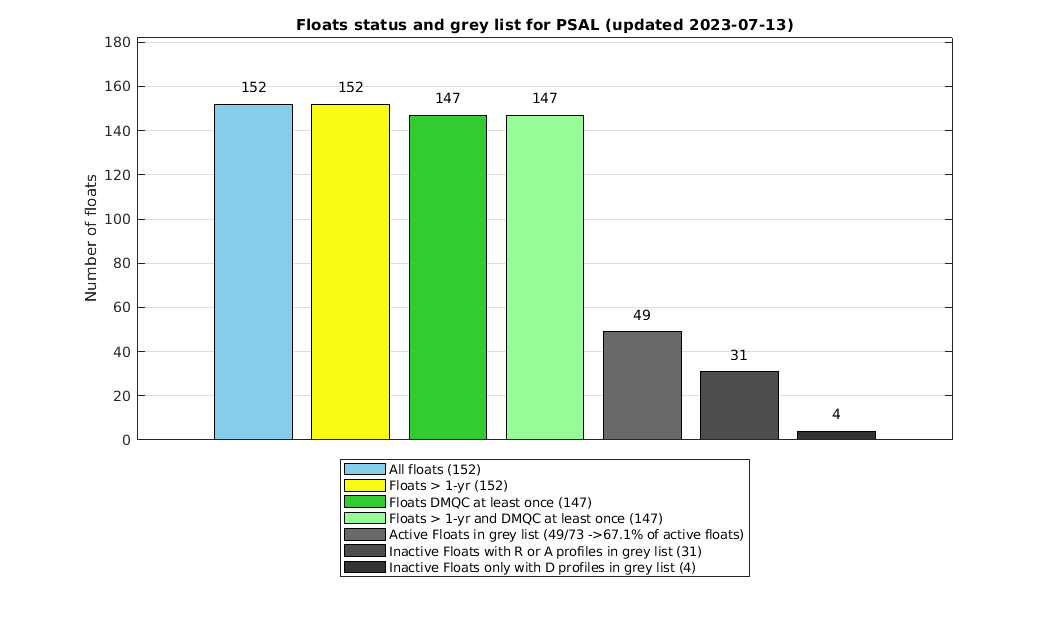 Floats status and grey list for PSAL (updated 2023-07-13)
180
160
140
120
100
80
60
40
20
0
Number of floats
152
152
147
147
49
31
4
All floats (152)
Floats > 1-yr (152)
Floats DMQC at least once (147)
Floats > 1-yr and DMQC at least once (147)
Active Floats in grey list (49/73 ->67.1% of active floats)
Inactive Floats with R or A profiles in grey list (31)
Inactive Floats only with D profiles in grey list (4)